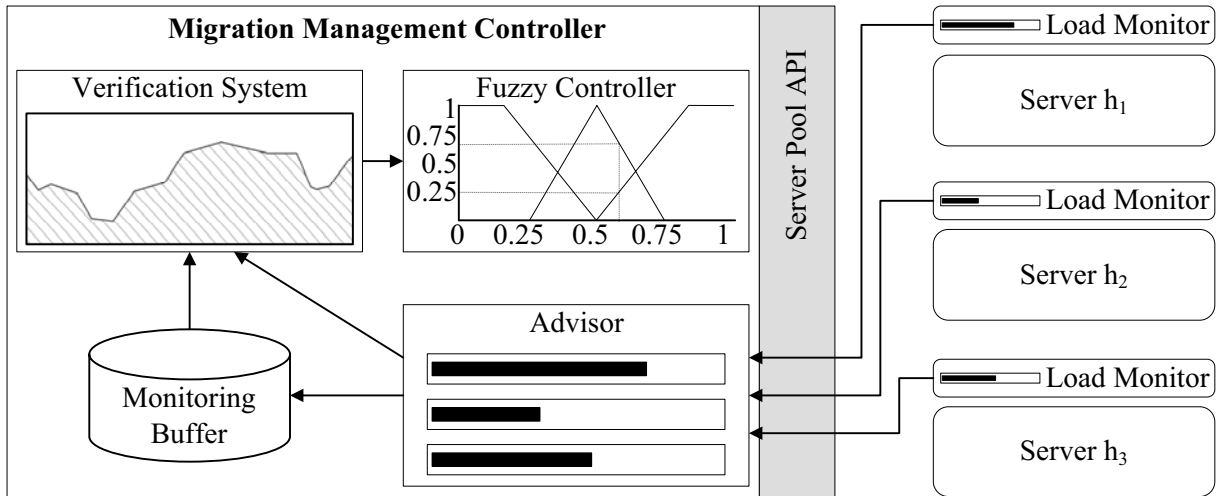 Migration Management Controller
Verification System
Fuzzy Controller
1
0.75
0.5
0.25
0 0.25 0.5 0.75 1
Monitoring
Buffer
Advisor
Server Pool API
Load Monitor
Server h₁
Load Monitor
Server h₂
Load Monitor
Server h₃